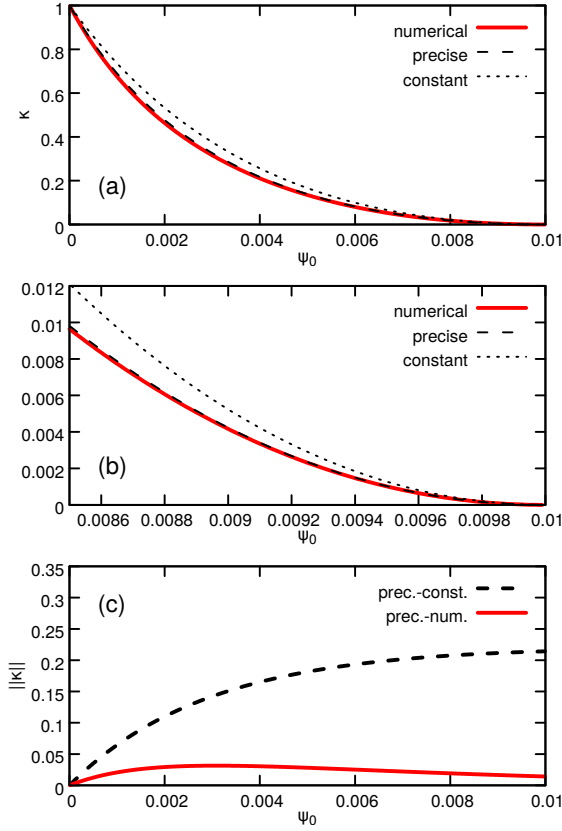 1
0.8
0.6
0.4
0.2
0
κ
numerical
precise
constant
(a)
0 0.002 0.004 0.006 0.008 0.01
ψ0
0.012
0.01
0.008
0.006
0.004
0.002
0
κ
numerical
precise
constant
(b)
0.0086 0.0088 0.009 0.0092 0.0094 0.0096 0.0098 0.01
ψ0
0.35
0.3
0.25
0.2
0.15
0.1
0.05
0
||κ||
(c)
prec.-const.
prec.-num.
0 0.002 0.004 0.006 0.008 0.01
ψ0